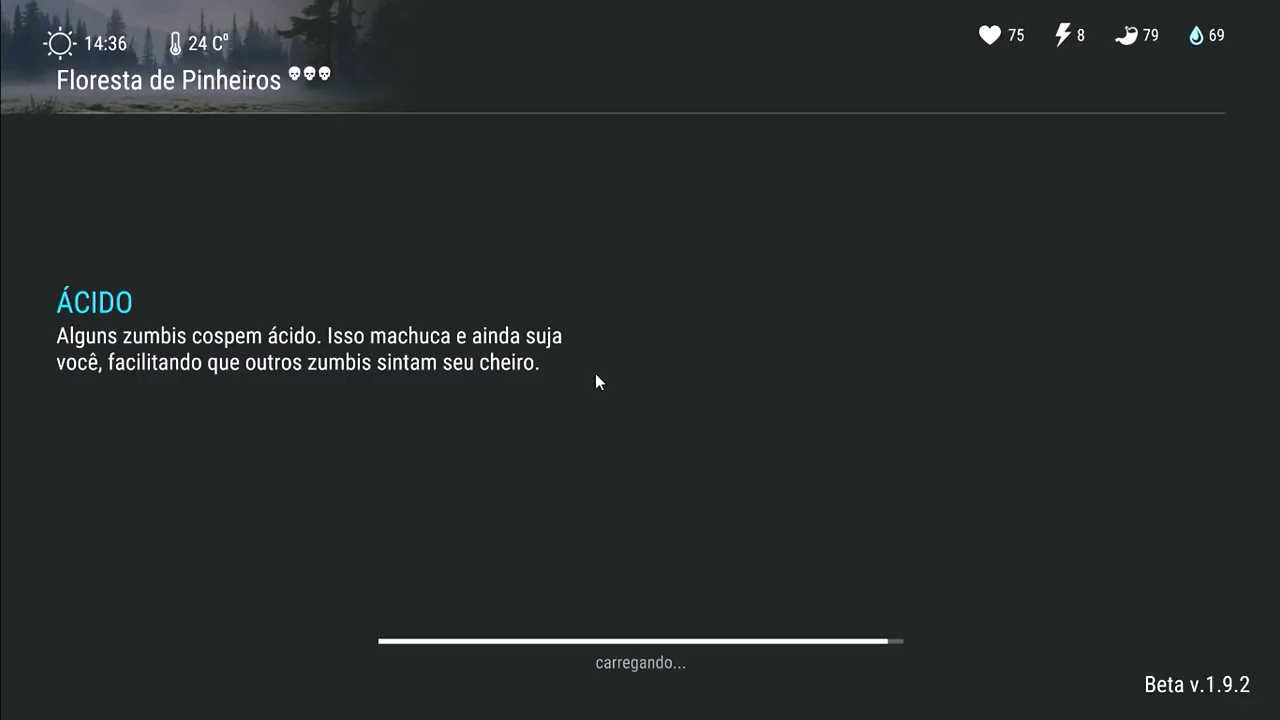 14:36 24 Cº
75 8 79 69
Floresta de Pinheiros
ÁCIDO
Alguns zumbis cospem ácido. Isso machuca e ainda suja
você, facilitando que outros zumbis sintam seu cheiro.
carregando...
Beta v.1.9.2